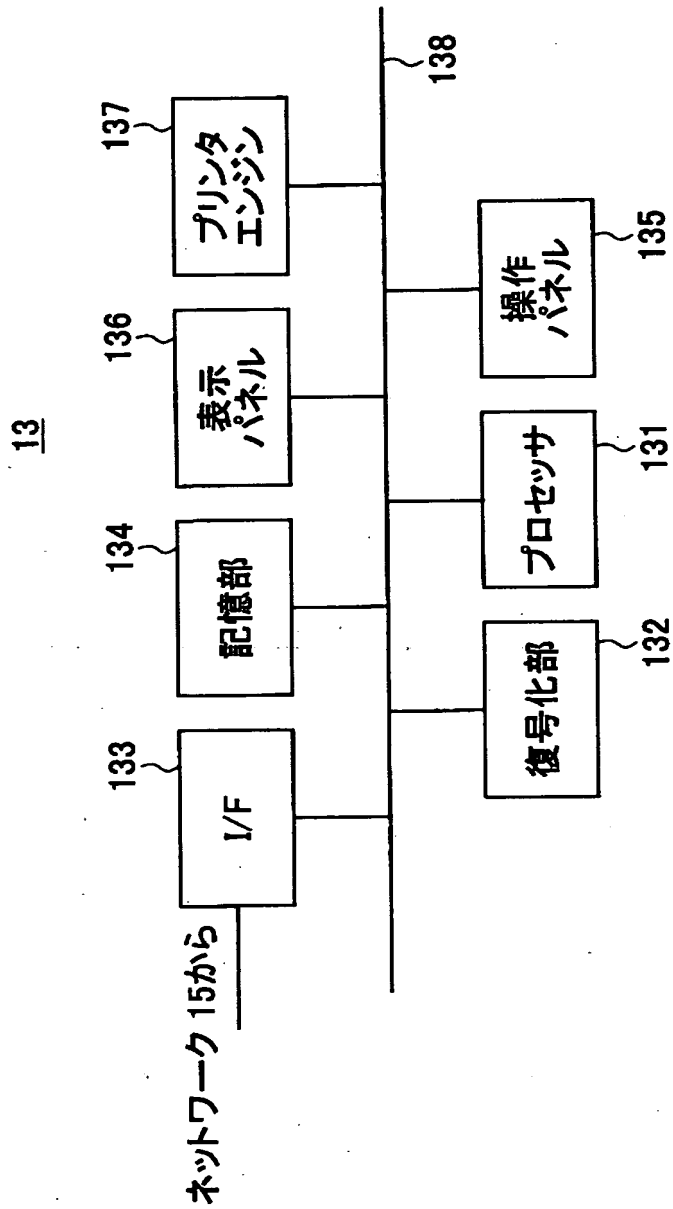 13
ネットワーク 15から
133
I/F
134
記憶部
136
表示
パネル
137
プリンタ
エンジン
138
復号化部
132
プロセッサ
131
操作
パネル
135